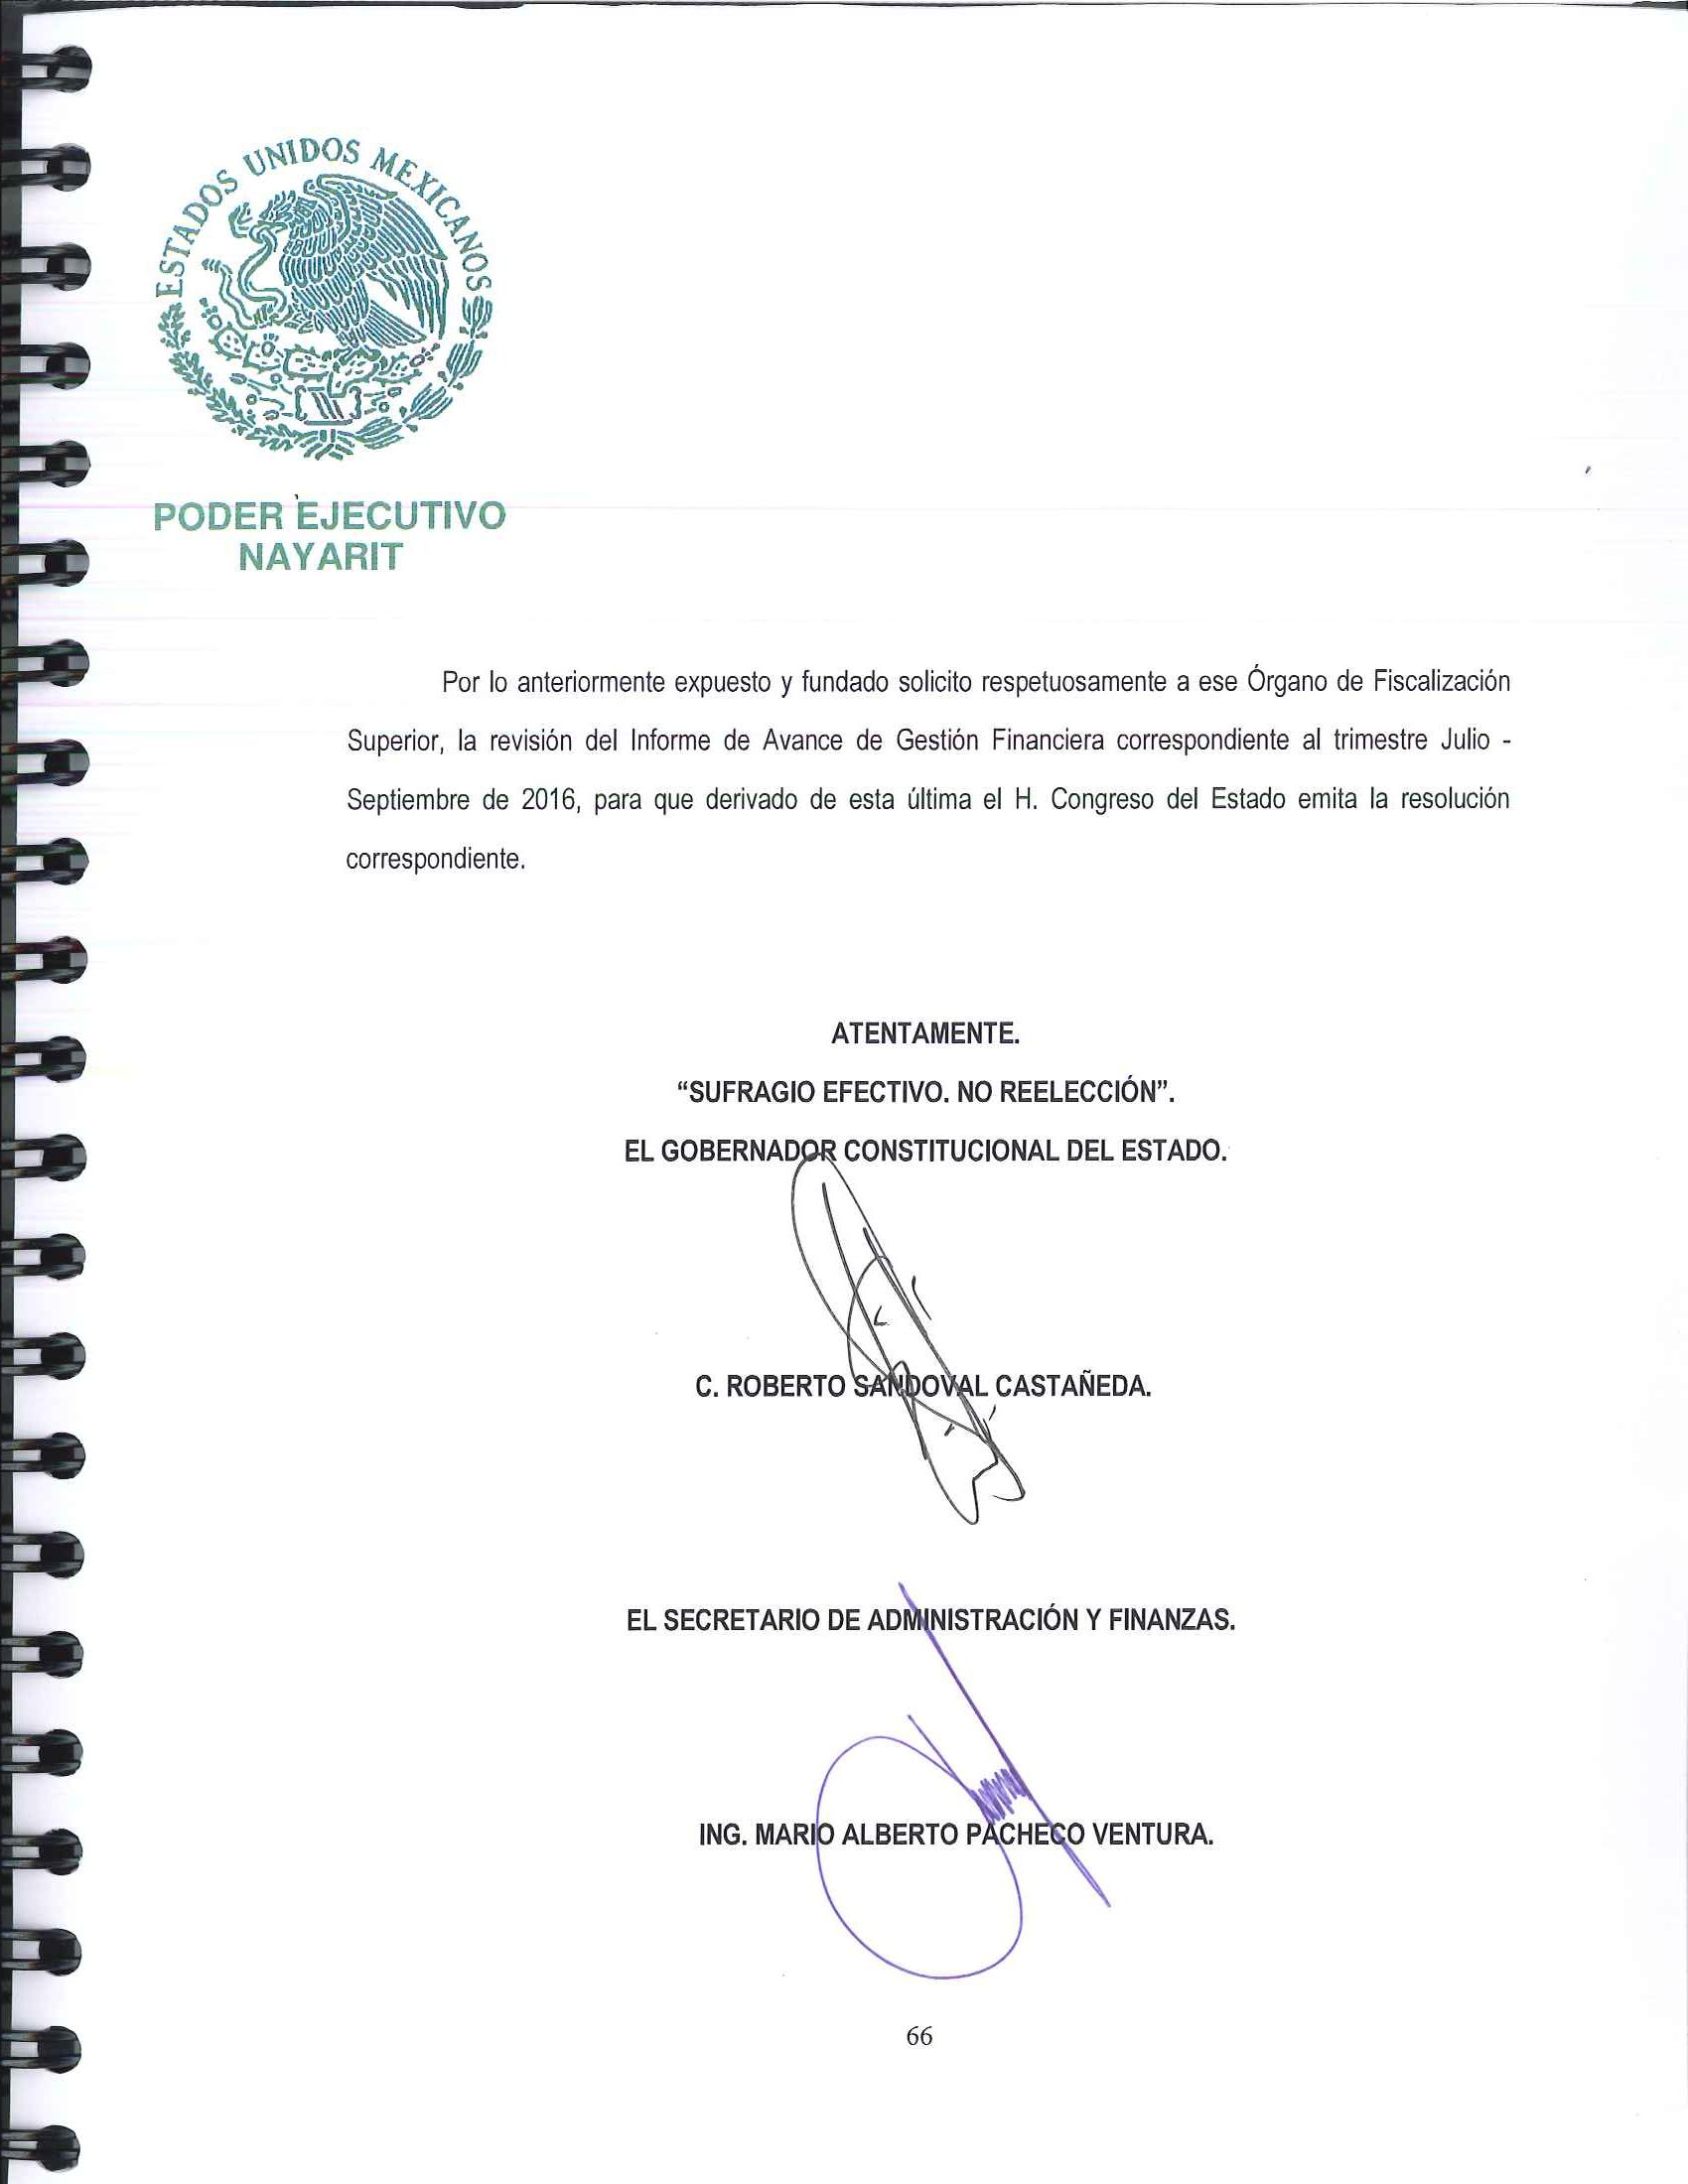 ESTADOS UNIDOS MEXICANOS
PODER EJECUTIVO
NAYARIT
Por lo anteriormente expuesto y fundado solicito respetuosamente a ese Órgano de Fiscalización
Superior, la revisión del Informe de Avance de Gestión Financiera correspondiente al trimestre Julio -
Septiembre de 2016, para que derivado de esta última el H. Congreso del Estado emita la resolución
correspondiente.
ATENTAMENTE.
“SUFRAGIO EFECTIVO. NO REELECCIÓN”.
EL GOBERNADOR CONSTITUCIONAL DEL ESTADO.
C. ROBERTO SANDOVAL CASTAÑEDA.
EL SECRETARIO DE ADMINISTRACIÓN Y FINANZAS.
ING. MARIO ALBERTO PACHECO VENTURA.
66